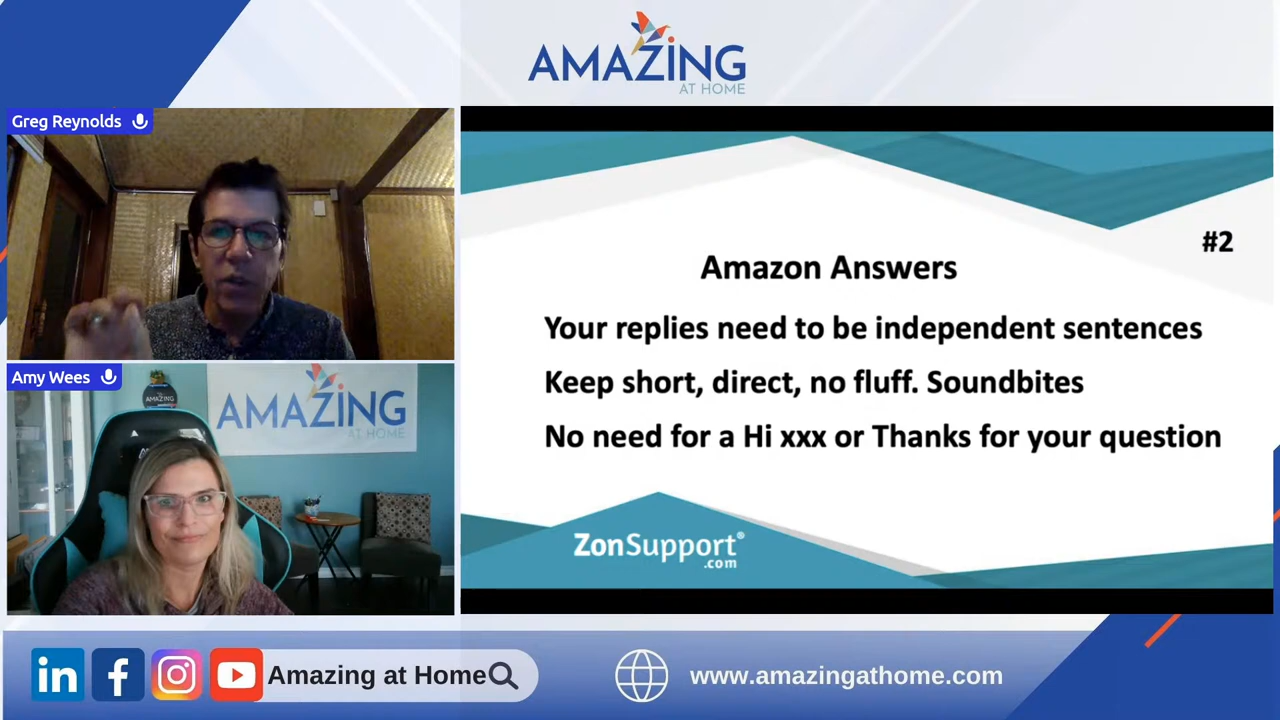 AMAZING
AT HOME
Greg Reynolds
#2
Amazon Answers
Your replies need to be independent sentences
Keep short, direct, no fluff. Soundbites
No need for a Hi xxx or Thanks for your question
ZonSupport®
.com
Amy Wees
AMAZING
AMAZING
AT HOME
in
f
Amazing at Home
www.amazingathome.com